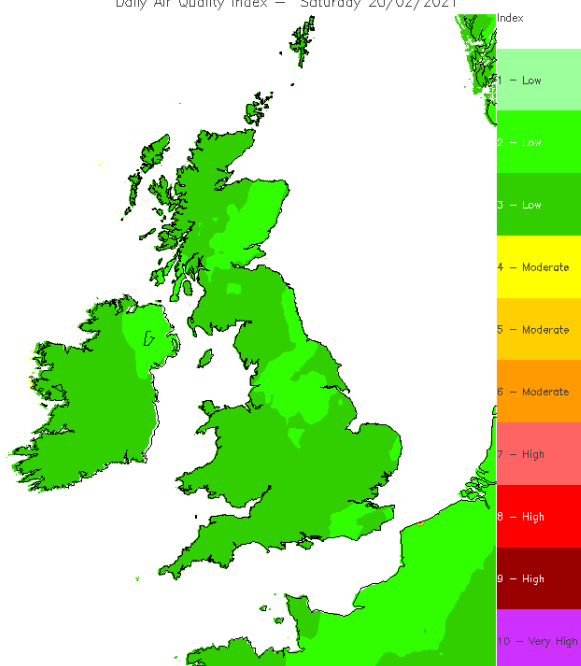 Daily Air Quality Index - Saturday 20/02/2021
Index
1 - Low
2 - Low
3 - Low
4 - Moderate
5 - Moderate
6 - Moderate
7 - High
8 - High
9 - High
10 - Very High